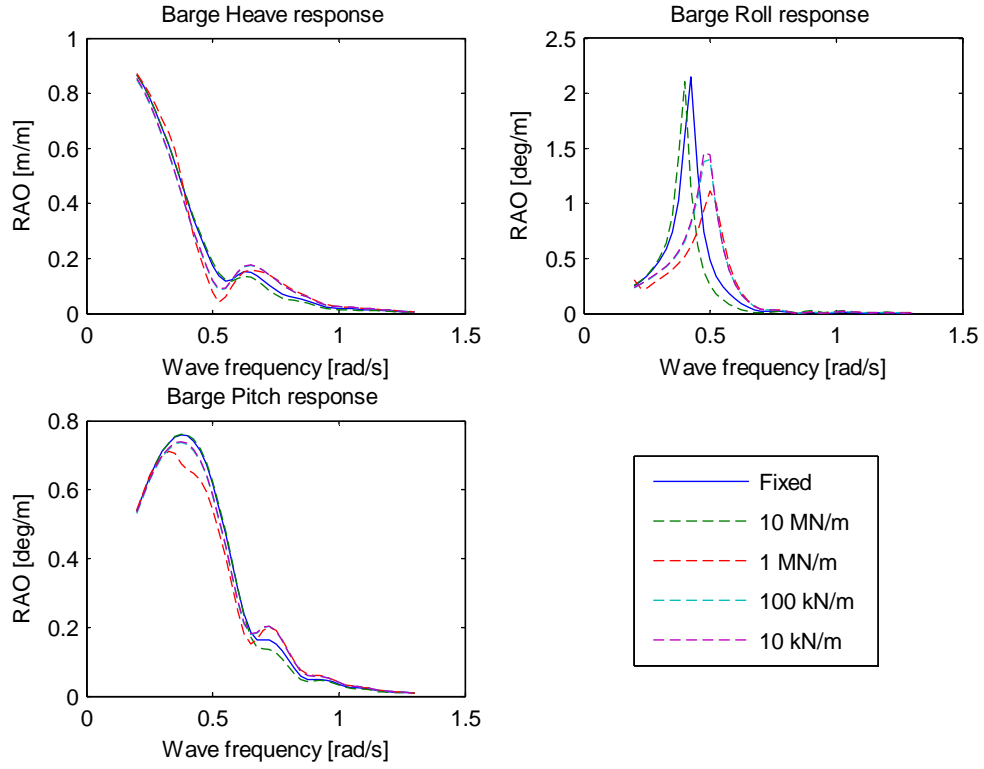 Barge Heave response
1
0.8
0.6
0.4
0.2
0
RAO [m/m]
0 0.5 1 1.5
Wave frequency [rad/s]
Barge Roll response
2.5
2
1.5
1
0.5
0
RAO [deg/m]
0 0.5 1 1.5
Wave frequency [rad/s]
Barge Pitch response
0.8
0.6
0.4
0.2
0
RAO [deg/m]
0 0.5 1 1.5
Wave frequency [rad/s]
Fixed
10 MN/m
1 MN/m
100 kN/m
10 kN/m